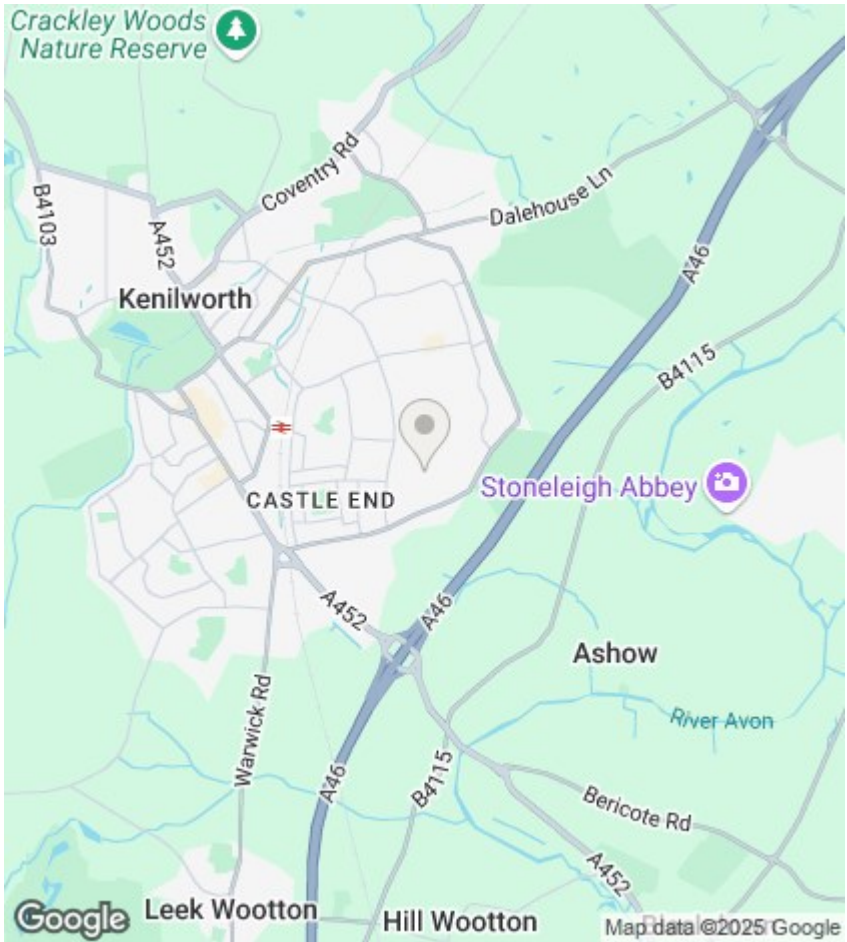 Crackley Woods
Nature Reserve
Coventry Rd
B4103
A452
Dalehouse Ln
Kenilworth
A46
B4115
Stoneleigh Abbey
CASTLE END
A452
A46
Ashow
River Avon
Warwick Rd
A46
B4115
Bericote Rd
A452
Leek Wootton
Hill Wootton
Google
Map data ©2025 Google